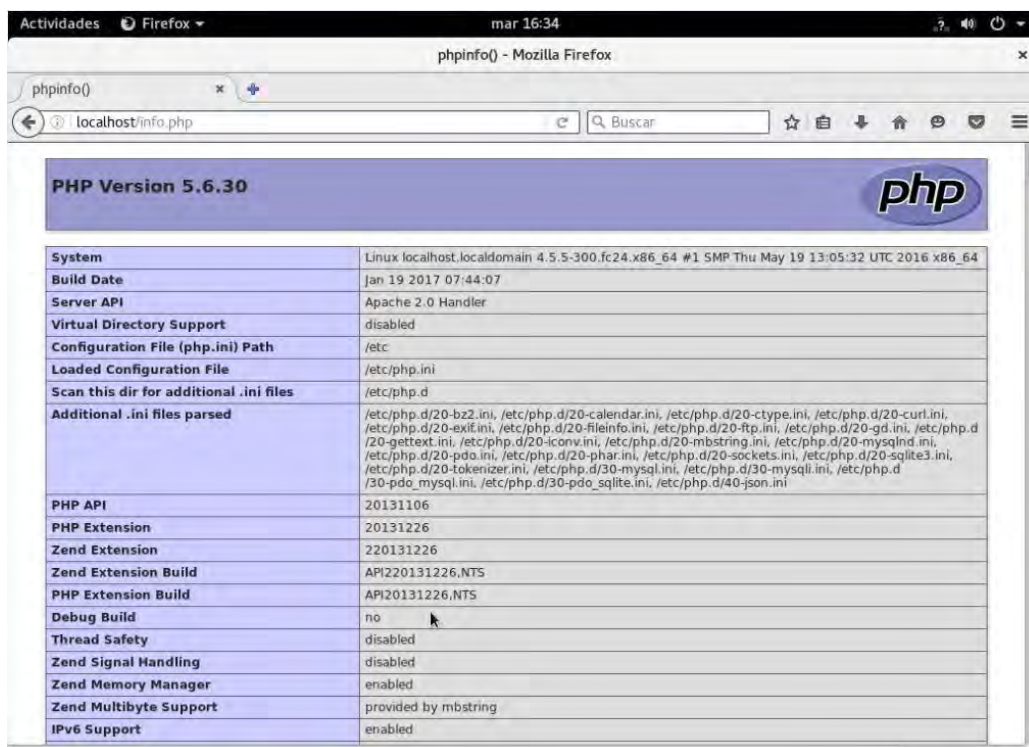 Actividades Firefox mar 16:34
phpinfo() - Mozilla Firefox
phpinfo()
localhost/info.php Buscar
PHP Version 5.6.30 php
System Linux localhost.localdomain 4.5.5-300.fc24.x86_64 #1 SMP Thu May 19 13:05:32 UTC 2016 x86_64
Build Date Jan 19 2017 07:44:07
Server API Apache 2.0 Handler
Virtual Directory Support disabled
Configuration File (php.ini) Path /etc
Loaded Configuration File /etc/php.ini
Scan this dir for additional .ini files /etc/php.d
Additional .ini files parsed /etc/php.d/20-bz2.ini, /etc/php.d/20-calendar.ini, /etc/php.d/20-ctype.ini, /etc/php.d/20-curl.ini,
/etc/php.d/20-exif.ini, /etc/php.d/20-fileinfo.ini, /etc/php.d/20-ftp.ini, /etc/php.d/20-gd.ini, /etc/php.d
/20-gettext.ini, /etc/php.d/20-iconv.ini, /etc/php.d/20-mbstring.ini, /etc/php.d/20-mysqlnd.ini,
/etc/php.d/20-pdo.ini, /etc/php.d/20-phar.ini, /etc/php.d/20-sockets.ini, /etc/php.d/20-sqlite3.ini,
/etc/php.d/20-tokenizer.ini, /etc/php.d/30-mysql.ini, /etc/php.d/30-mysqli.ini, /etc/php.d
/30-pdo_mysql.ini, /etc/php.d/30-pdo_sqlite.ini, /etc/php.d/40-json.ini
PHP API 20131106
PHP Extension 20131226
Zend Extension 220131226
Zend Extension Build API220131226,NTS
PHP Extension Build API20131226,NTS
Debug Build no
Thread Safety disabled
Zend Signal Handling disabled
Zend Memory Manager enabled
Zend Multibyte Support provided by mbstring
IPv6 Support enabled